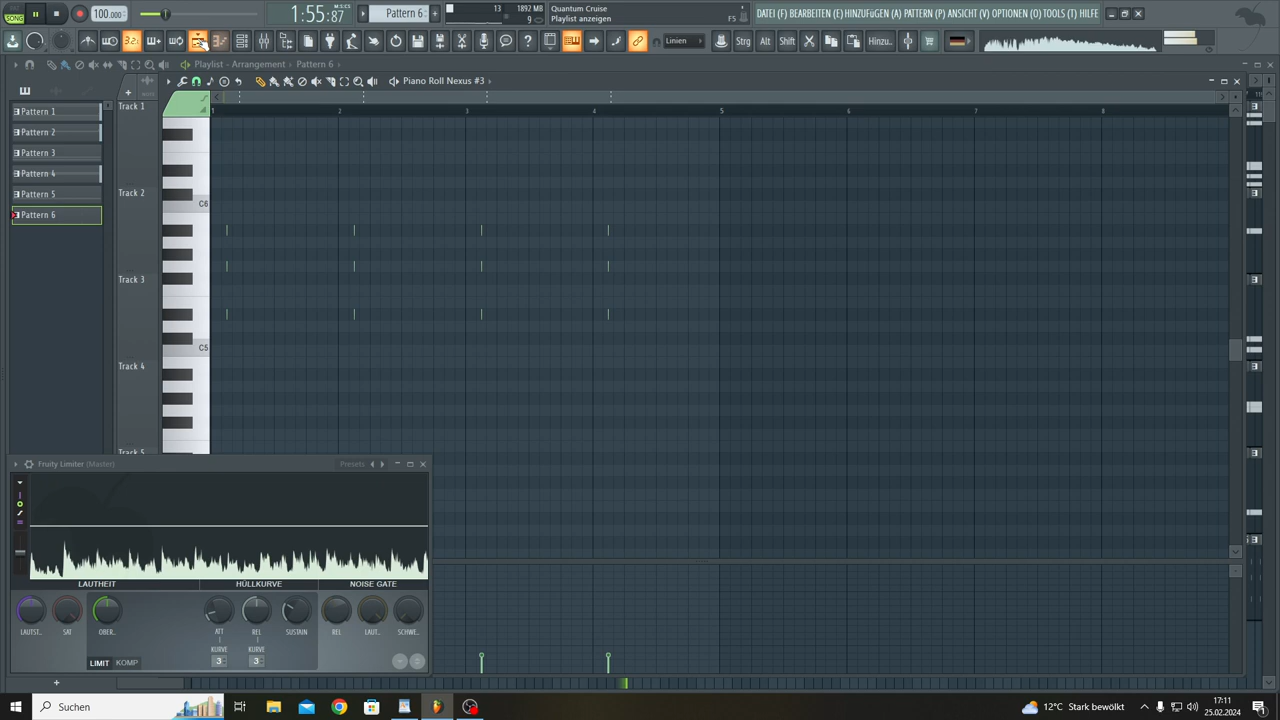 SONG
100.000
1:55:87
M:S:CS
Pattern 6
13
1892 MB
9
Quantum Cruise
Playlist anzeigen
F5
DATEI (F) BEARBEITEN (E) HINZUFÜGEN (A) PATTERN (P) ANSICHT (V) OPTIONEN (O) TOOLS (T) HILFE
Linien
Strg
Alt
Shift
Hinzu..
Playlist - Arrangement
Pattern 6
Piano Roll Nexus #3
Pattern 1
Pattern 2
Pattern 3
Pattern 4
Pattern 5
Pattern 6
Track 1
Track 2
Track 3
Track 4
Track 5
1 2 3 4 5 6 7 8
C6
C5
Fruity Limiter (Master)
Presets
LAUTHEIT
HÜLLKURVE
NOISE GATE
LAUTST..
SAT
OBER..
ATT
REL
SUSTUN
REL
LAUT..
SCHWE..
KURVE
KURVE
3
3
LIMIT
KOMP
Suchen
12°C Stark bewölkt
17:11
25.02.2024